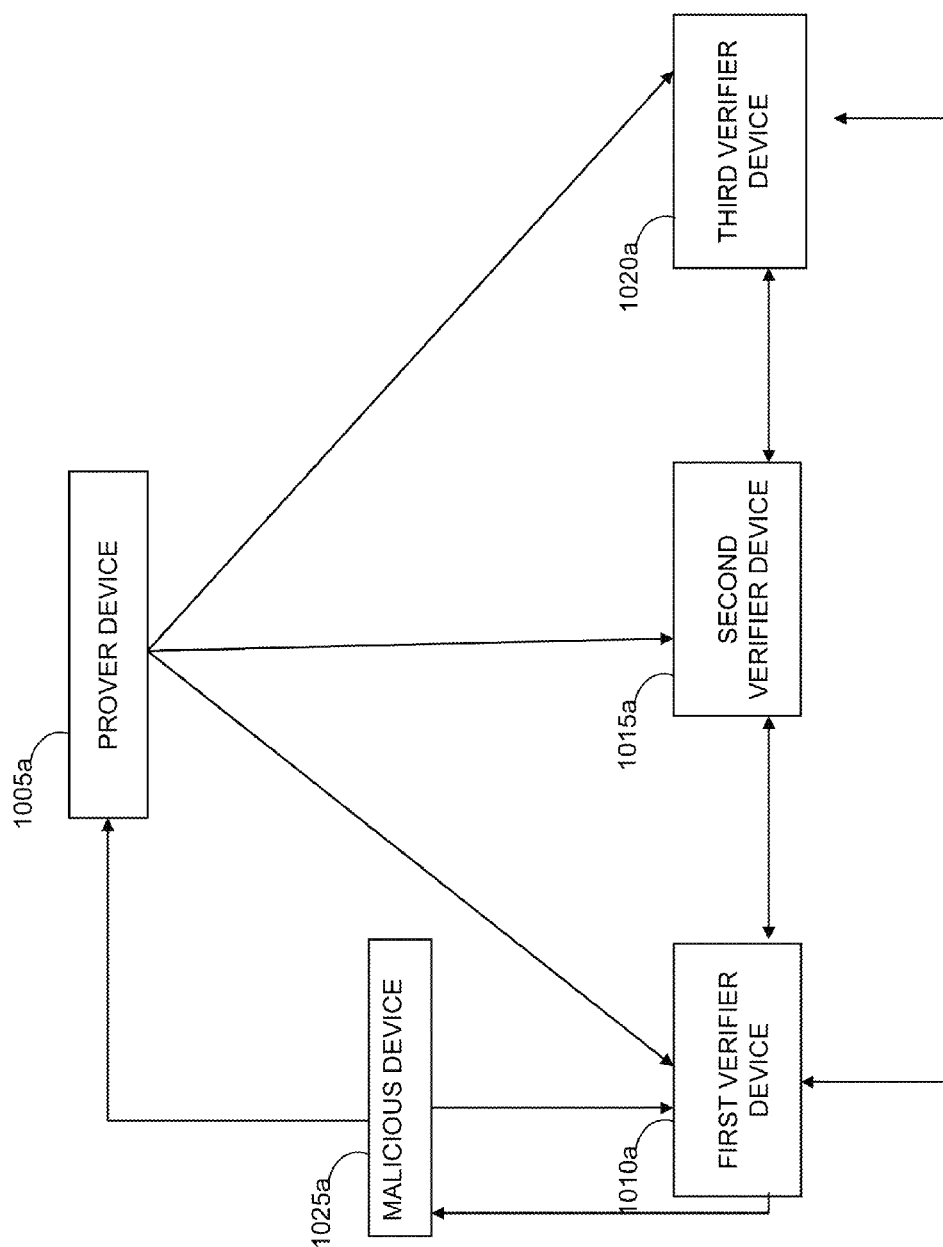 1005a
PROVER DEVICE
1025a
MALICIOUS DEVICE
1010a
FIRST VERIFIER
DEVICE
1015a
SECOND
VERIFIER DEVICE
1020a
THIRD VERIFIER
DEVICE